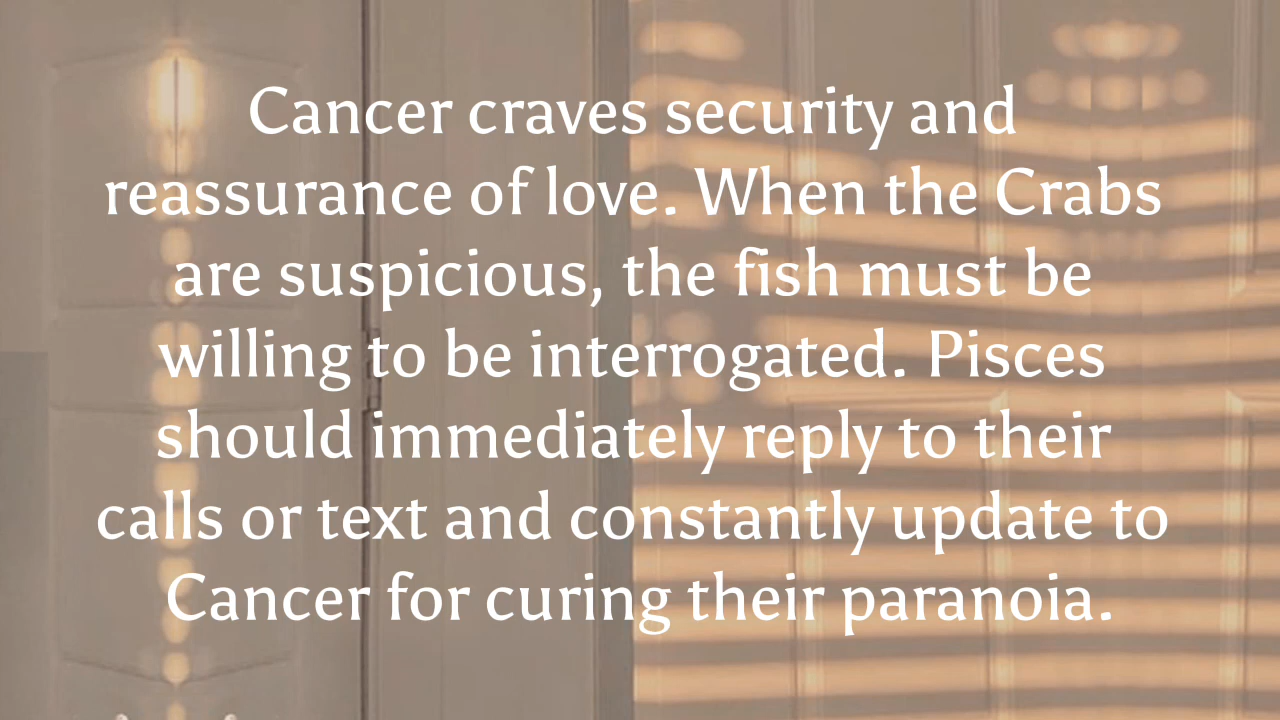 Cancer craves security and
reassurance of love. When the Crabs
are suspicious, the fish must be
willing to be interrogated. Pisces
should immediately reply to their
calls or text and constantly update to
Cancer for curing their paranoia.